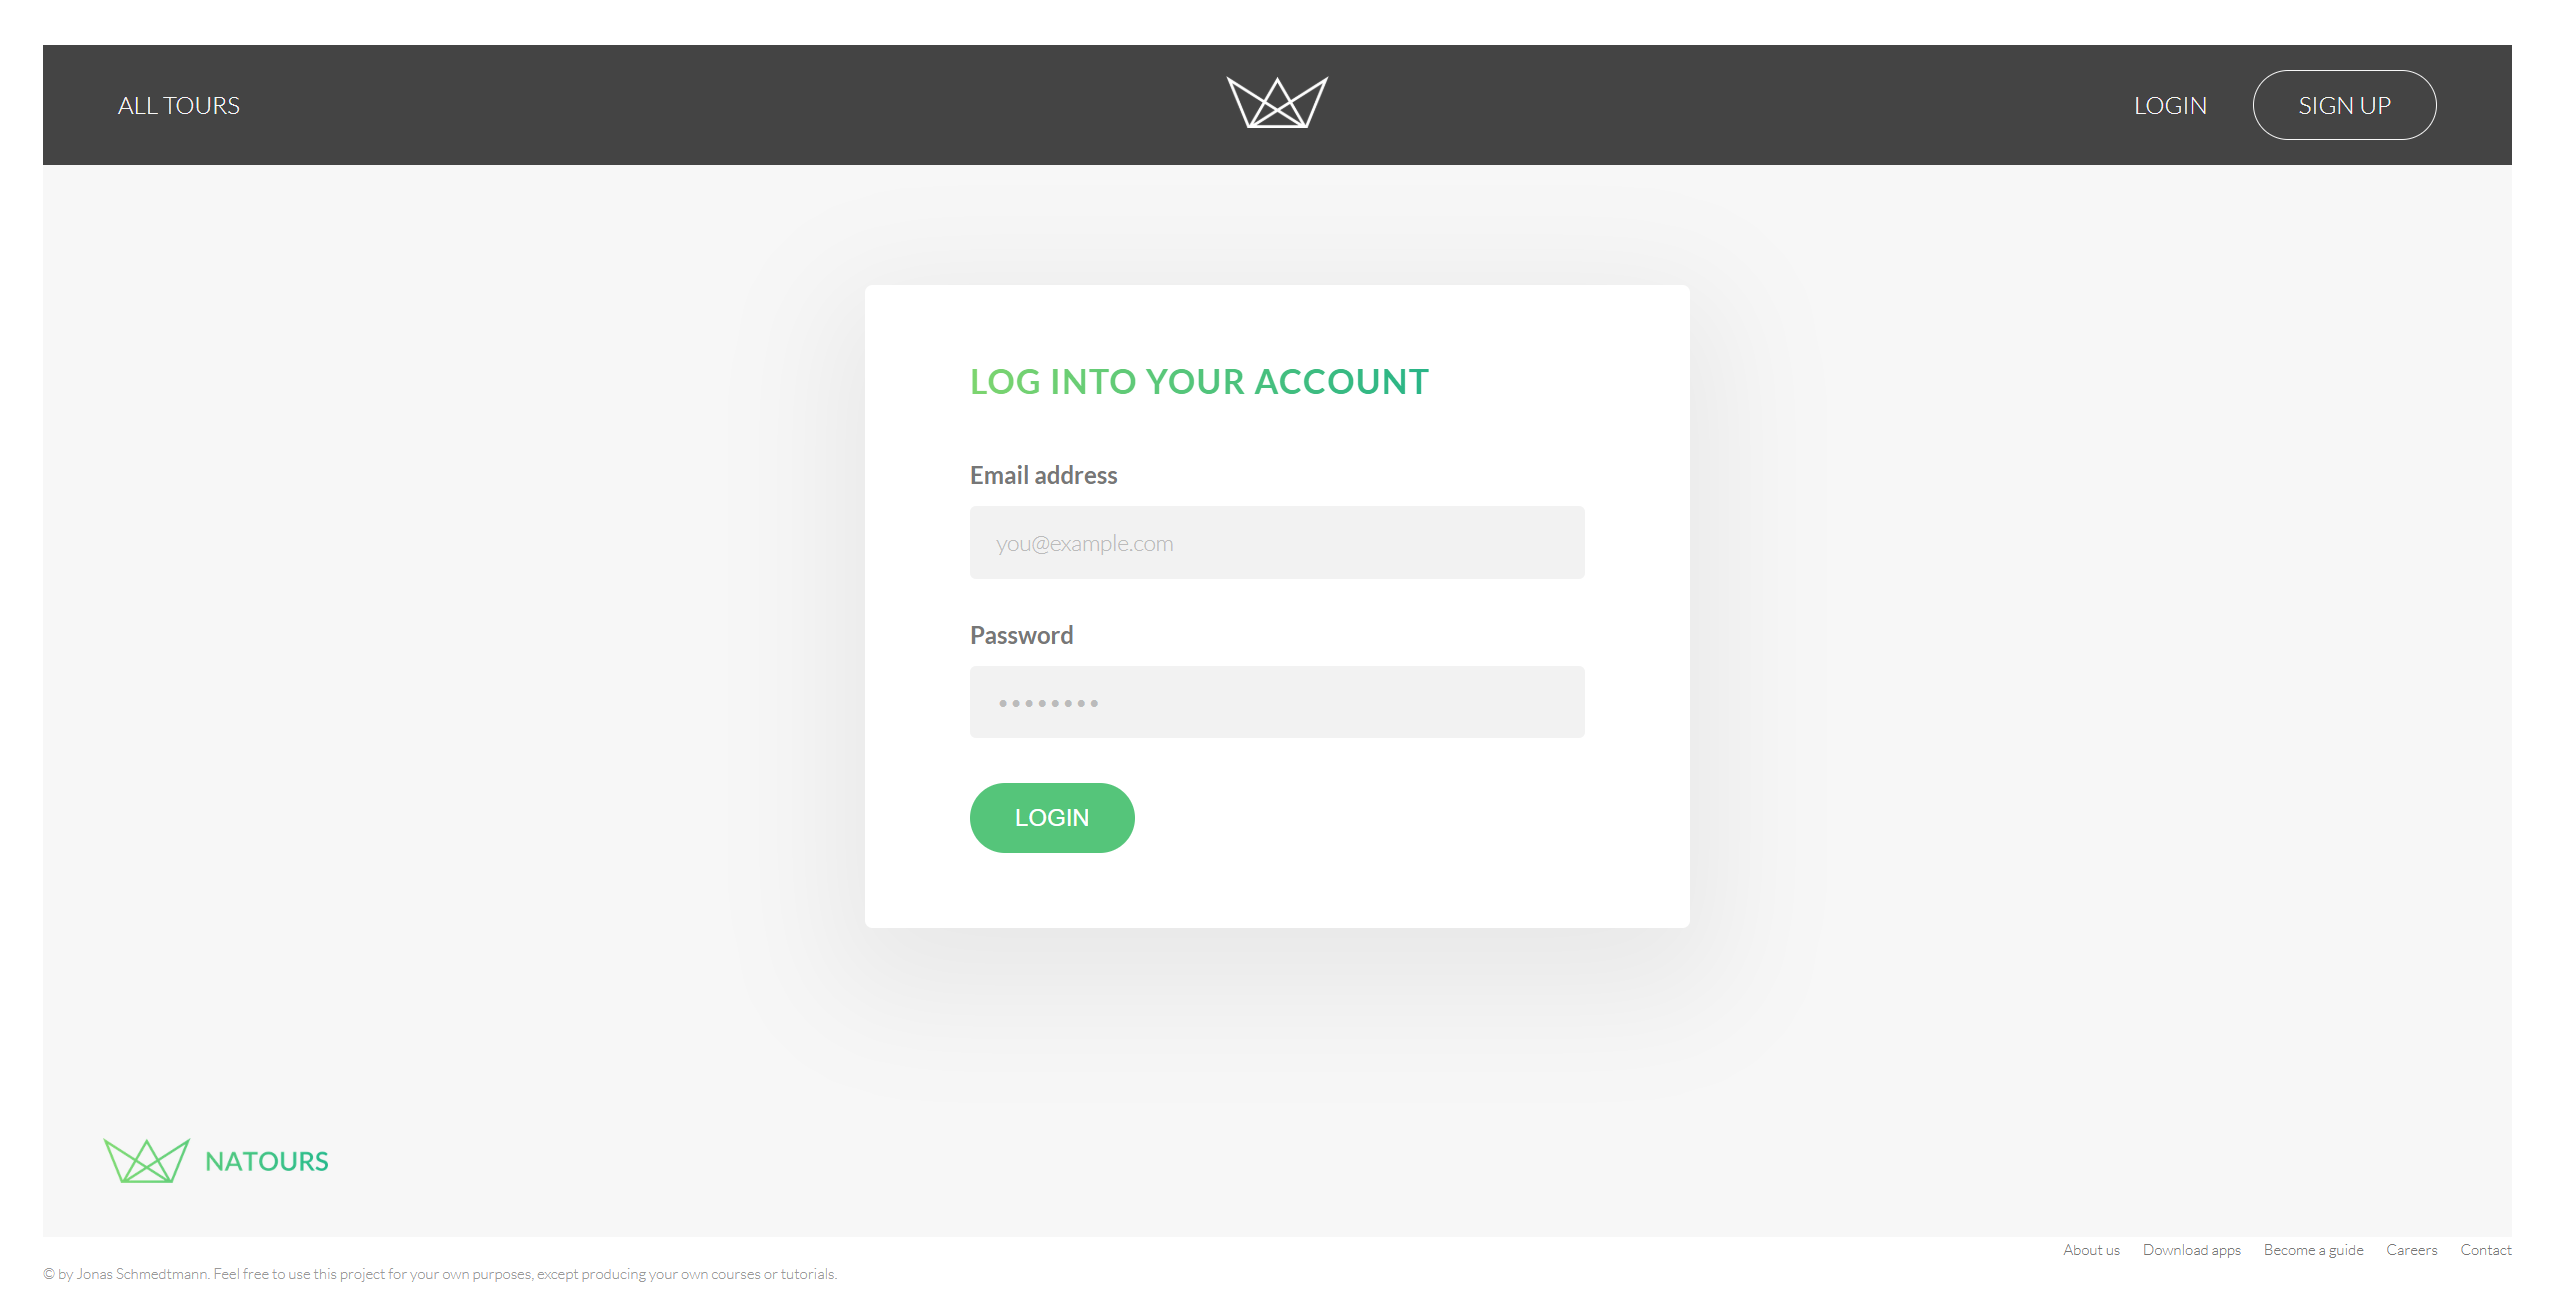 ALL TOURS
LOGIN
SIGN UP
LOG INTO YOUR ACCOUNT
Email address
you@example.com
Password
••••••••
LOGIN
NATOURS
About us Download apps Become a guide Careers Contact
© by Jonas Schmedtmann. Feel free to use this project for your own purposes, except producing your own courses or tutorials.